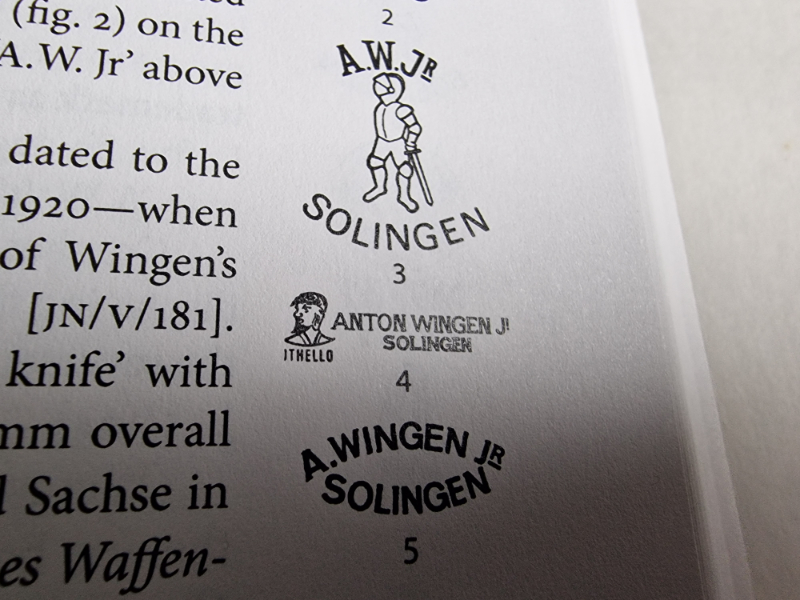 (fig. 2) on the
A. W. Jr’ above
dated to the
1920—when
of Wingen’s
[JN/V/181].
knife’ with
mm overall
Sachse in
es Waffen-
2
A.W.JR
SOLINGEN
3
ITHELLO
ANTON WINGEN JR
SOLINGEN
4
A.WINGEN JR
SOLINGEN
5